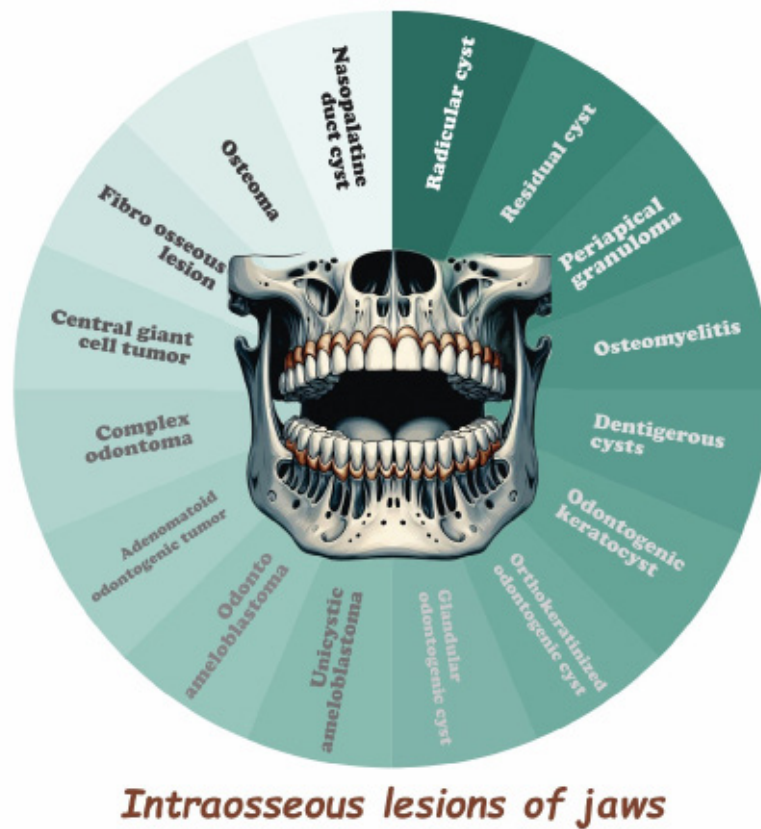 Radicular cyst
Residual cyst
Periapical
granuloma
Osteomyelitis
Dentigerous
cysts
Odontogenic
keratocyst
Orthokeratinized
odontogenic cyst
Glandular
odontogenic cyst
Unicystic
ameloblastoma
Odonto
ameloblastoma
Adenomatoid
odontogenic tumor
Complex
odontoma
Central giant
cell tumor
Fibro osseous
lesion
Osteoma
Nasopalatine
duct cyst
Intraosseous lesions of jaws